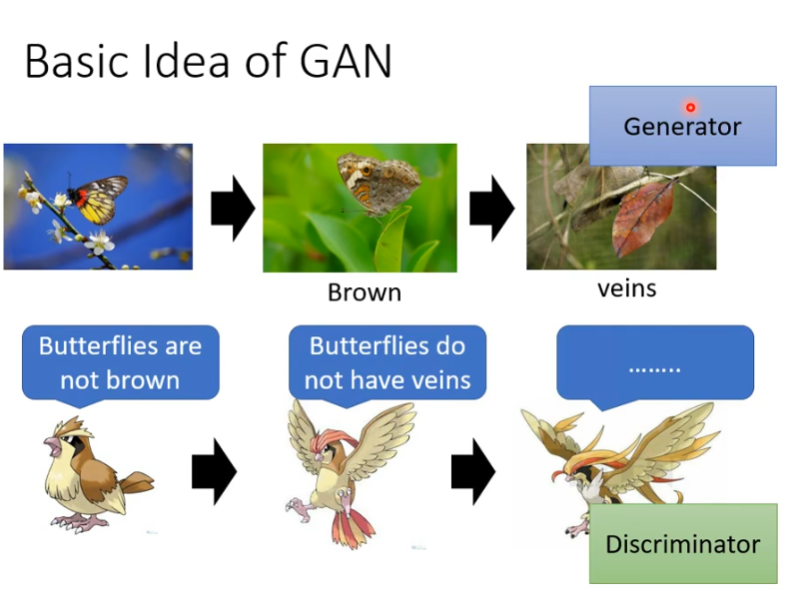 Basic Idea of GAN
Generator
Brown
veins
Butterflies are
not brown
Butterflies do
not have veins
........
Discriminator